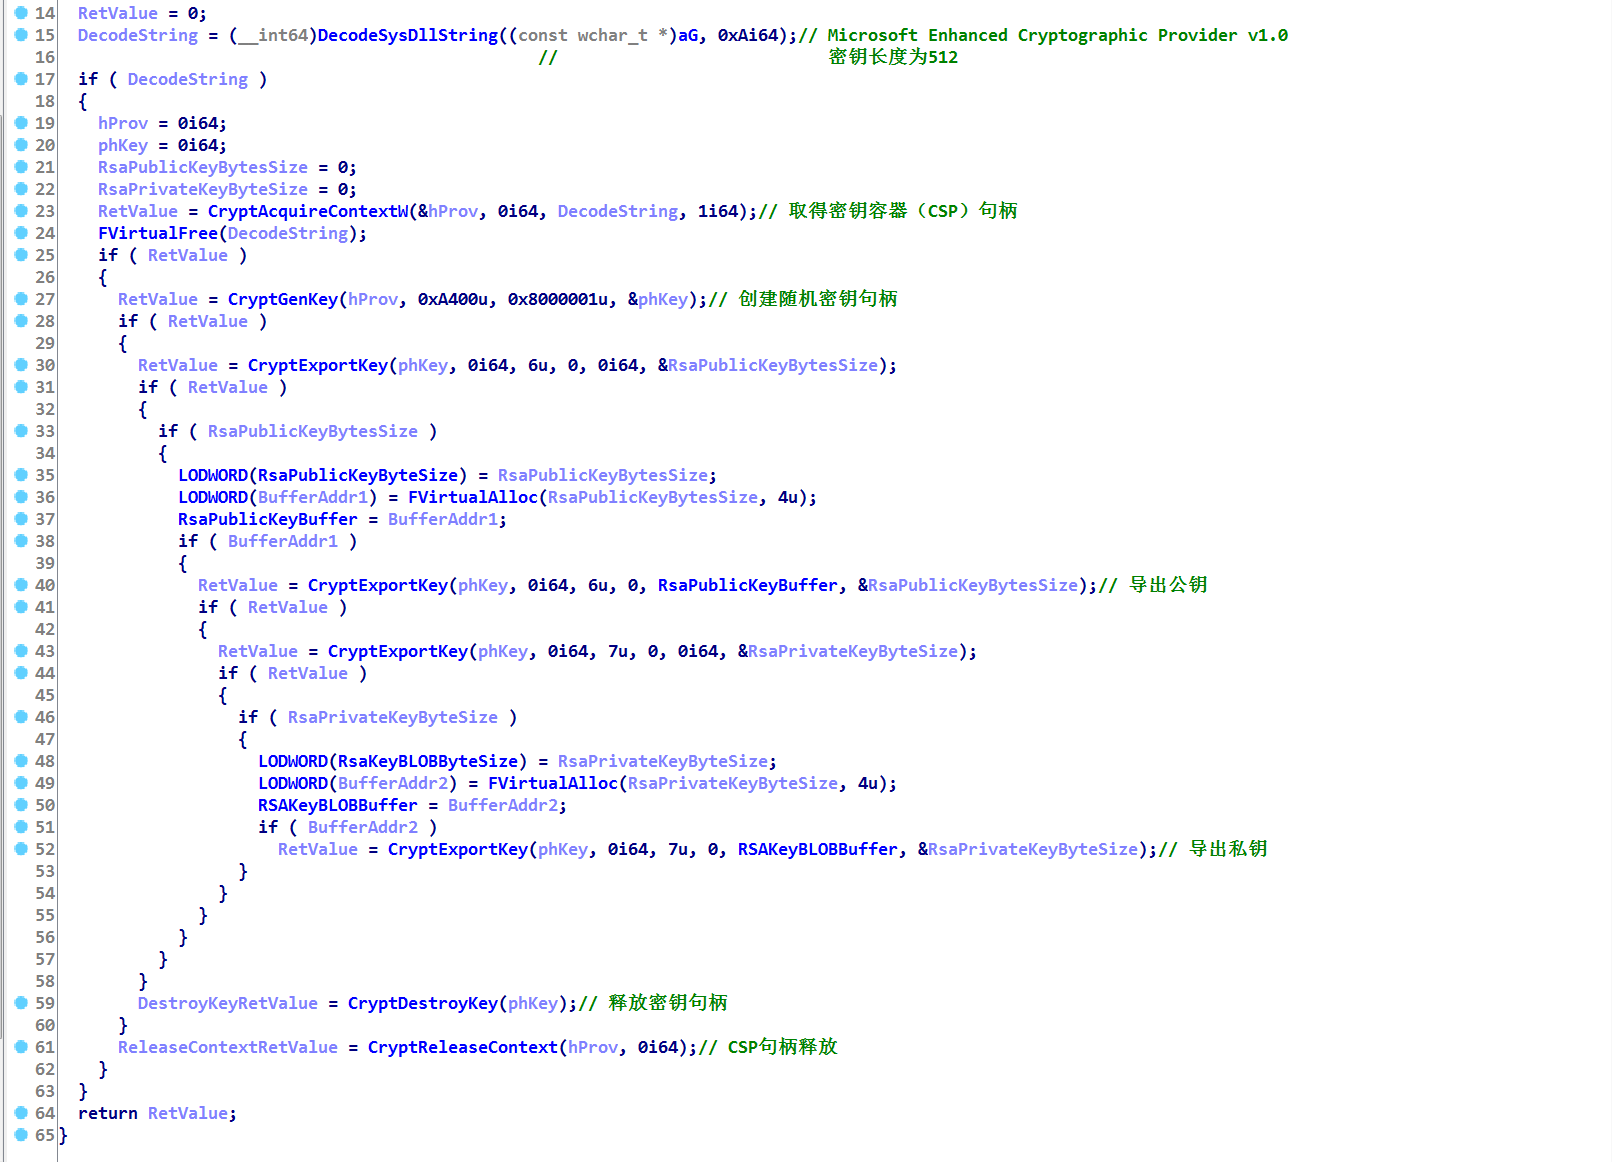 14 RetValue = 0;
15 DecodeString = (__int64)DecodeSysDllString((const wchar_t *)aG, 0xAi64);// Microsoft Enhanced Cryptographic Provider v1.0
16 // 密钥长度为512
17 if ( DecodeString )
18 {
19 hProv = 0i64;
20 phKey = 0i64;
21 RsaPublicKeyBytesSize = 0;
22 RsaPrivateKeyByteSize = 0;
23 RetValue = CryptAcquireContextW(&hProv, 0i64, DecodeString, 1i64);// 取得密钥容器（CSP）句柄
24 FVirtualFree(DecodeString);
25 if ( RetValue )
26 {
27 RetValue = CryptGenKey(hProv, 0xA400u, 0x8000001u, &phKey);// 创建随机密钥句柄
28 if ( RetValue )
29 {
30 RetValue = CryptExportKey(phKey, 0i64, 6u, 0, 0i64, &RsaPublicKeyBytesSize);
31 if ( RetValue )
32 {
33 if ( RsaPublicKeyBytesSize )
34 {
35 LODWORD(RsaPublicKeyByteSize) = RsaPublicKeyBytesSize;
36 LODWORD(BufferAddr1) = FVirtualAlloc(RsaPublicKeyBytesSize, 4u);
37 RsaPublicKeyBuffer = BufferAddr1;
38 if ( BufferAddr1 )
39 {
40 RetValue = CryptExportKey(phKey, 0i64, 6u, 0, RsaPublicKeyBuffer, &RsaPublicKeyBytesSize);// 导出公钥
41 if ( RetValue )
42 {
43 RetValue = CryptExportKey(phKey, 0i64, 7u, 0, 0i64, &RsaPrivateKeyByteSize);
44 if ( RetValue )
45 {
46 if ( RsaPrivateKeyByteSize )
47 {
48 LODWORD(RsaKeyBLOBByteSize) = RsaPrivateKeyByteSize;
49 LODWORD(BufferAddr2) = FVirtualAlloc(RsaPrivateKeyByteSize, 4u);
50 RSAKeyBLOBBuffer = BufferAddr2;
51 if ( BufferAddr2 )
52 RetValue = CryptExportKey(phKey, 0i64, 7u, 0, RSAKeyBLOBBuffer, &RsaPrivateKeyByteSize);// 导出私钥
53 }
54 }
55 }
56 }
57 }
58 }
59 DestroyKeyRetValue = CryptDestroyKey(phKey);// 释放密钥句柄
60 }
61 ReleaseContextRetValue = CryptReleaseContext(hProv, 0i64);// CSP句柄释放
62 }
63 }
64 return RetValue;
65 }